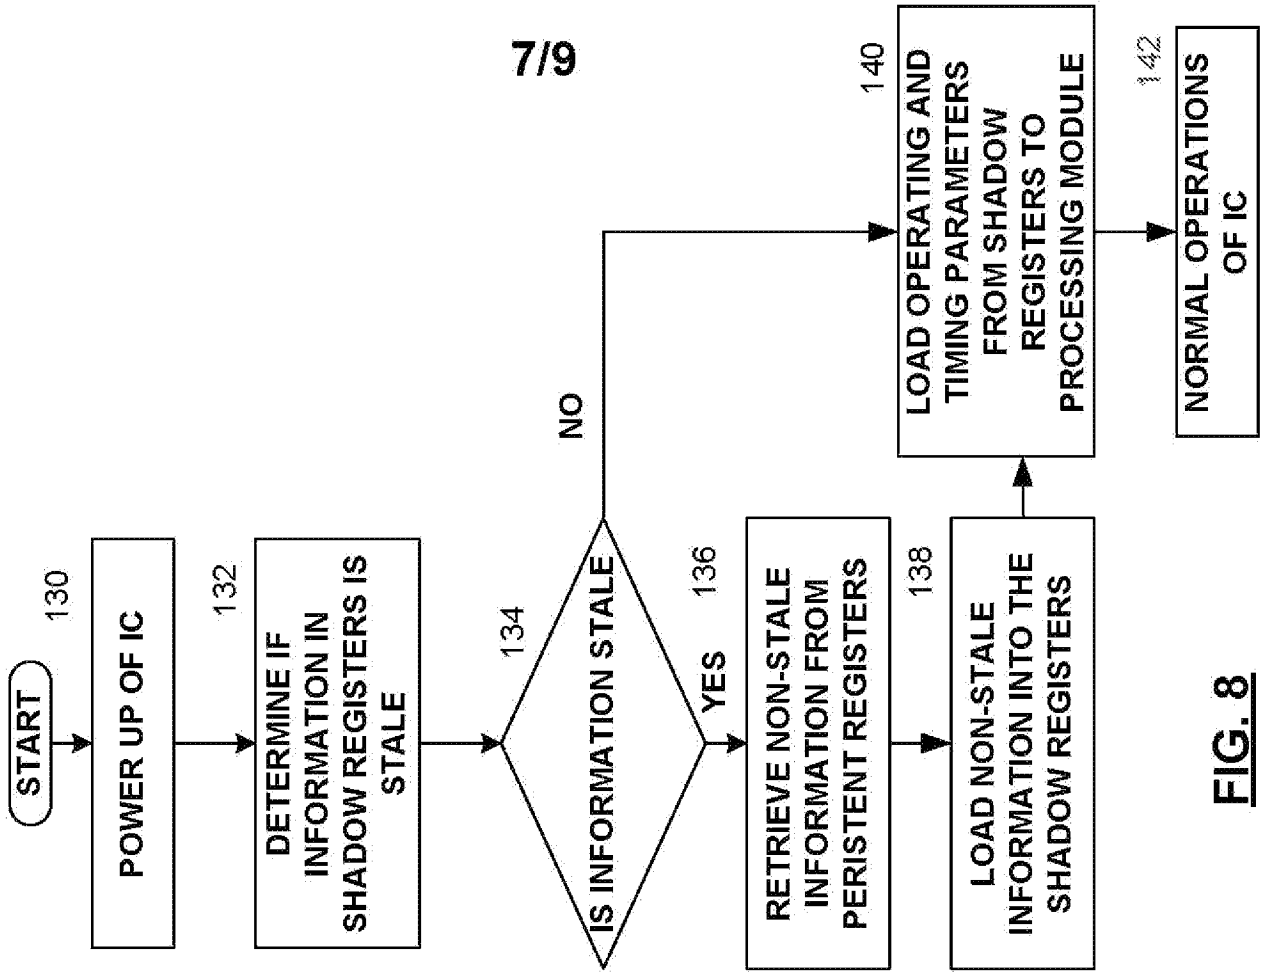 7/9
START
130
POWER UP OF IC
132
DETERMINE IF
INFORMATION IN
SHADOW REGISTERS IS
STALE
134
IS INFORMATION STALE
NO
YES
136
RETRIEVE NON-STALE
INFORMATION FROM
PERISTENT REGISTERS
138
LOAD NON-STALE
INFORMATION INTO THE
SHADOW REGISTERS
140
LOAD OPERATING AND
TIMING PARAMETERS
FROM SHADOW
REGISTERS TO
PROCESSING MODULE
142
NORMAL OPERATIONS
OF IC
FIG. 8